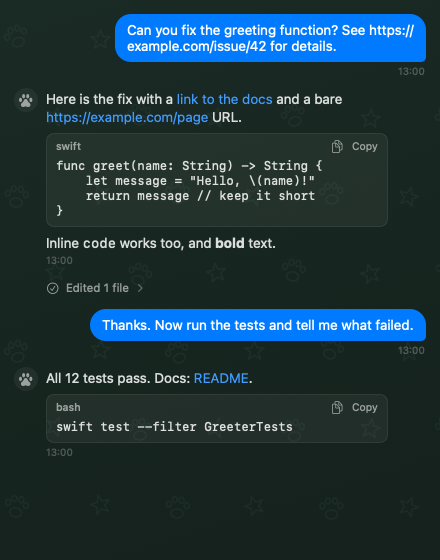 Can you fix the greeting function? See https://
example.com/issue/42 for details.
13:00
Here is the fix with a link to the docs and a bare
https://example.com/page URL.
swift Copy
func greet(name: String) -> String {
    let message = "Hello, \(name)!"
    return message // keep it short
}
Inline code works too, and bold text.
13:00
Edited 1 file
Thanks. Now run the tests and tell me what failed.
13:00
All 12 tests pass. Docs: README.
bash Copy
swift test --filter GreeterTests
13:00